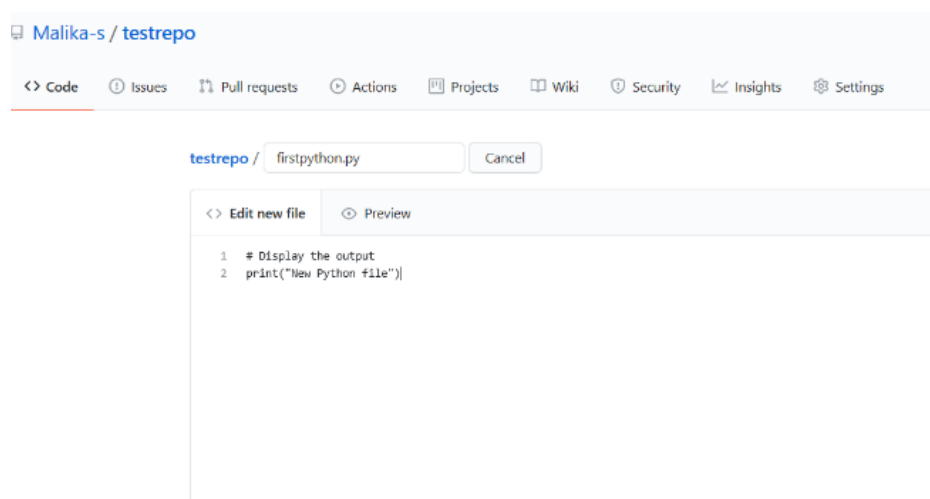 Malika-s / testrepo
<> Code Issues Pull requests Actions Projects Wiki Security Insights Settings
testrepo / firstpython.py Cancel
<> Edit new file Preview
1 # Display the output
2 print("New Python file")